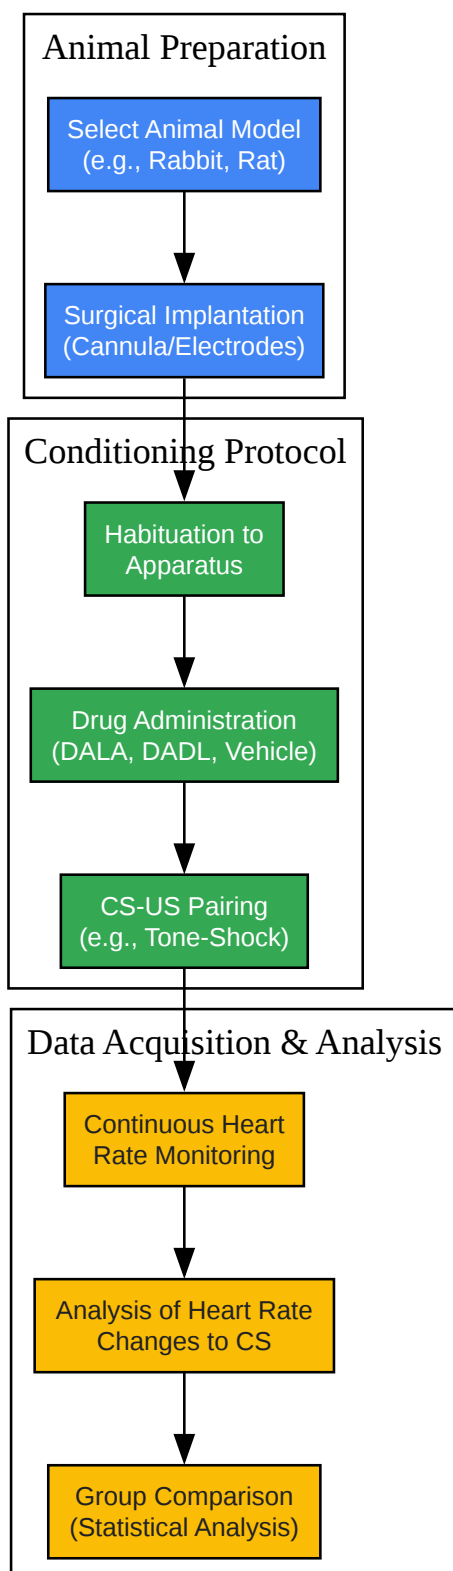 Animal Preparation
Select Animal Model
(e.g., Rabbit, Rat)
Surgical Implantation
(Cannula/Electrodes)
Conditioning Protocol
Habituation to
Apparatus
Drug Administration
(DALA, DADL, Vehicle)
CS-US Pairing
(e.g., Tone-Shock)
Data Acquisition & Analysis
Continuous Heart
Rate Monitoring
Analysis of Heart Rate
Changes to CS
Group Comparison
(Statistical Analysis)